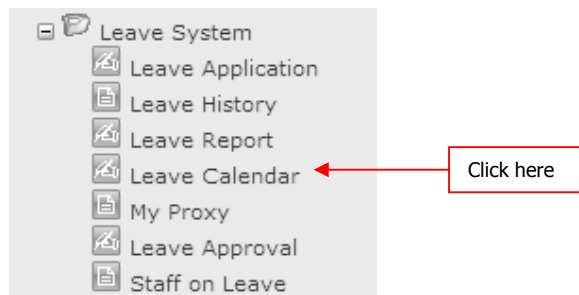 Leave System
Leave Application
Leave History
Leave Report
Leave Calendar
Click here
My Proxy
Leave Approval
Staff on Leave